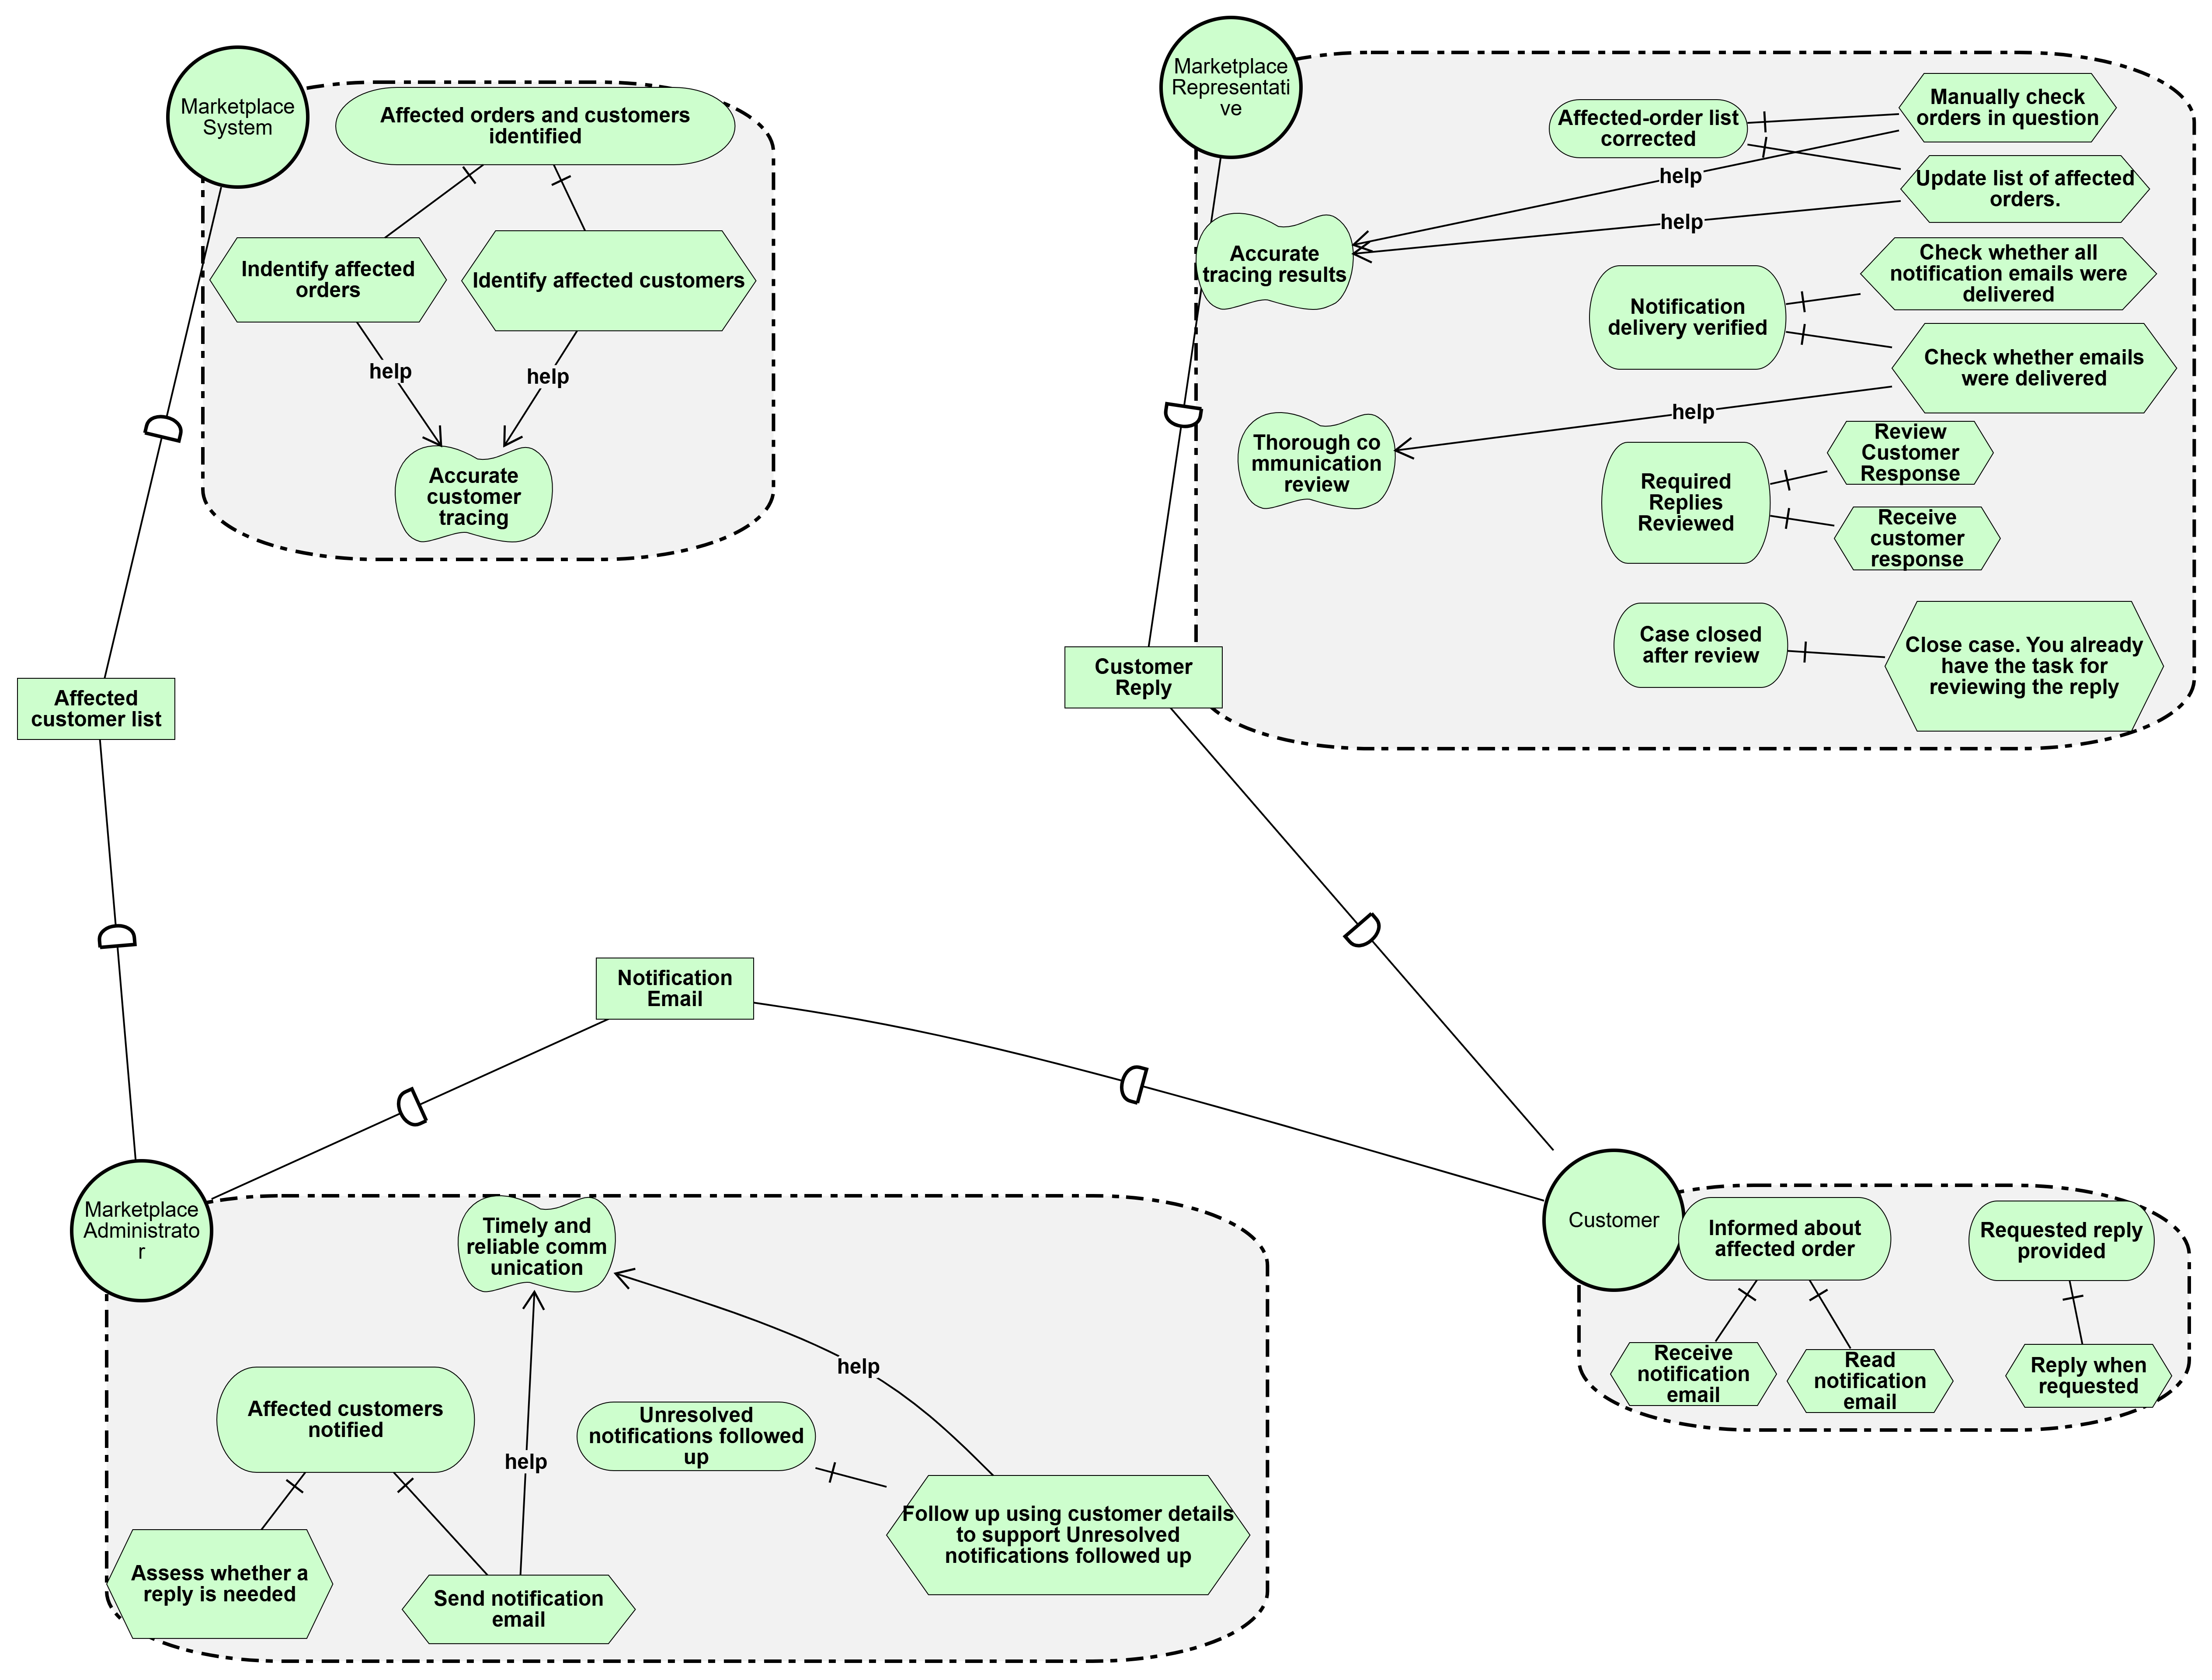 Marketplace
System
Affected orders and customers
identified
Indentify affected
orders
Identify affected customers
help
help
Accurate
customer
tracing
Marketplace
Representati
ve
Affected-order list
corrected
Manually check
orders in question
help
Update list of affected
orders.
help
Accurate
tracing results
Check whether all
notification emails were
delivered
Notification
delivery verified
Check whether emails
were delivered
help
Thorough co
mmunication
review
Review
Customer
Response
Required
Replies
Reviewed
Receive
customer
response
Case closed
after review
Close case. You already
have the task for
reviewing the reply
Affected
customer list
Customer
Reply
Notification
Email
Marketplace
Administrato
r
Timely and
reliable comm
unication
help
Affected customers
notified
help
Unresolved
notifications followed
up
Follow up using customer details
to support Unresolved
notifications followed up
Assess whether a
reply is needed
Send notification
email
Customer
Informed about
affected order
Requested reply
provided
Receive
notification
email
Read
notification
email
Reply when
requested